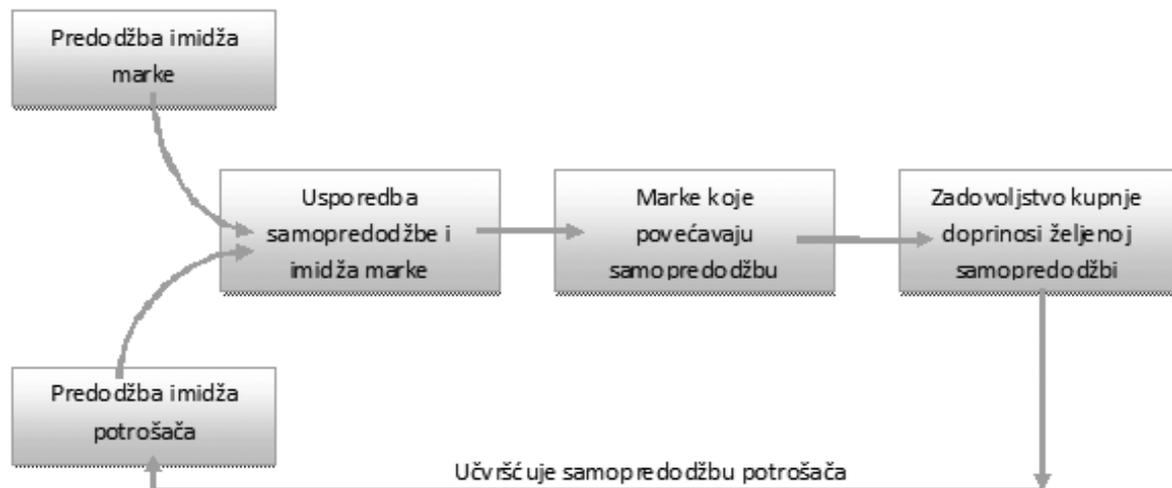 Predodžba imidža
marke
Usporedba
samopredodžbe i
imidža marke
Marke koje
povećavaju
samopredodžbu
Zadovoljstvo kupnje
doprinosi željenoj
samopredodžbi
Predodžba imidža
potrošača
Učvršćuje samopredodžbu potrošača